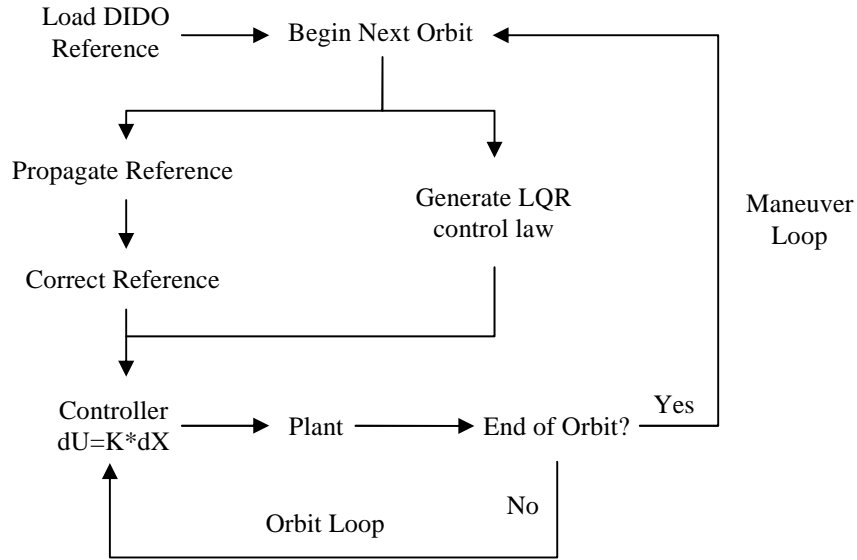 Load DIDO
Reference
Begin Next Orbit
Propagate Reference
Generate LQR
control law
Maneuver
Loop
Correct Reference
Controller
dU=K*dX
Plant
End of Orbit?
Yes
No
Orbit Loop